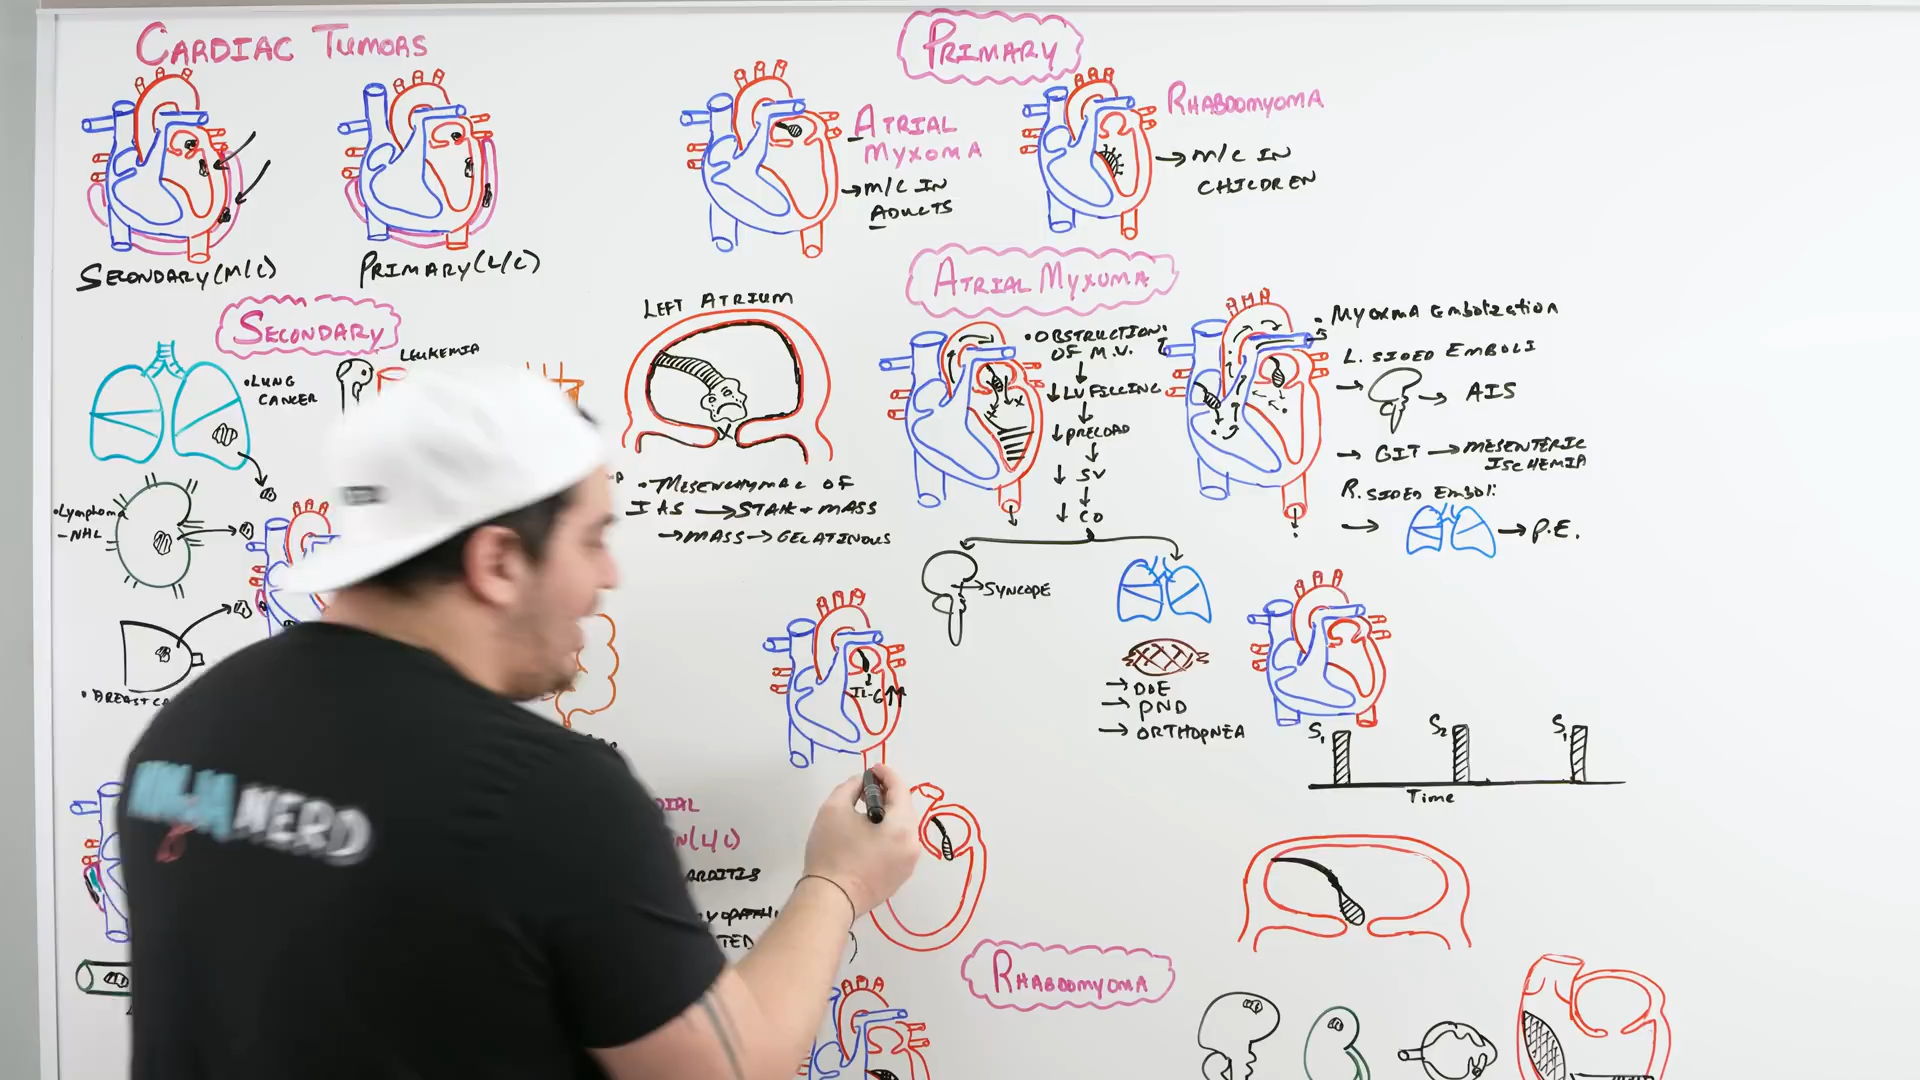 CARDIAC TUMORS
SECONDARY (M/C)
PRIMARY (L/C)
PRIMARY
ATRIAL
MYXOMA
→ M/C IN
ADULTS
RHABDOMYOMA
→ M/C IN
CHILDREN
SECONDARY
• LUNG
CANCER
LEUKEMIA
• Lymphoma
- NHL
LEFT ATRIUM
• MESENCHYMAL OF
IAS → STALK + MASS
→ MASS → GELATINOUS
ATRIAL MYXOMA
• OBSTRUCTION
OF M.V.
↓ LV FILLING
↓ PRELOAD
↓ SV
↓ CO
→ SYNCOPE
→ DOE
→ PND
→ ORTHOPNEA
• MYOXMA Embolization
L. SIDED EMBOLI
→ AIS
→ GIT → MESENTERIC
ISCHEMIA
R. SIDED EMBOLI
→ P.E.
IL-6 ↑↑
S1 S2 S1
Time
RHABDOMYOMA
NINJA NERD